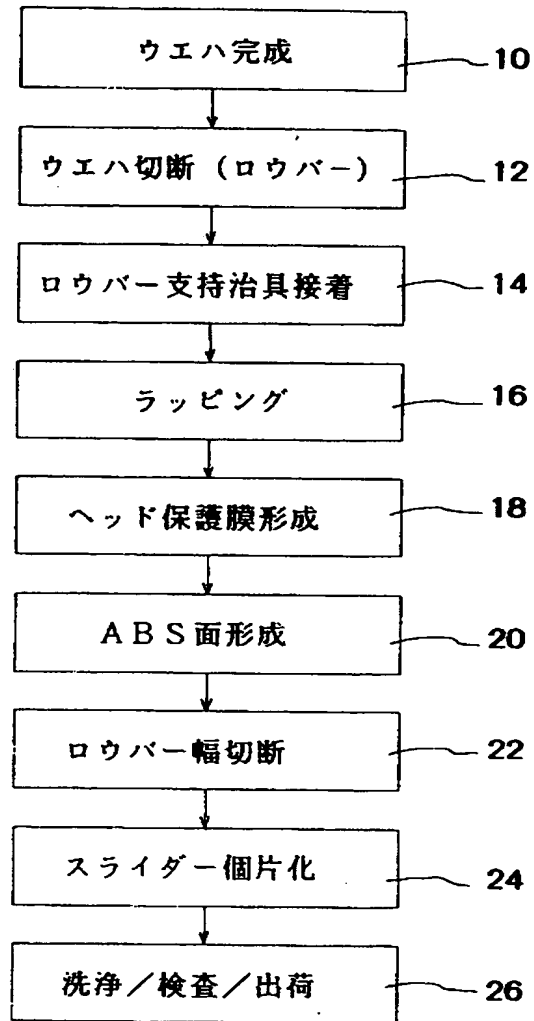 ウエハ完成 10
ウエハ切断（ロウバー） 12
ロウバー支持治具接着 14
ラッピング 16
ヘッド保護膜形成 18
ＡＢＳ面形成 20
ロウバー幅切断 22
スライダー個片化 24
洗浄／検査／出荷 26